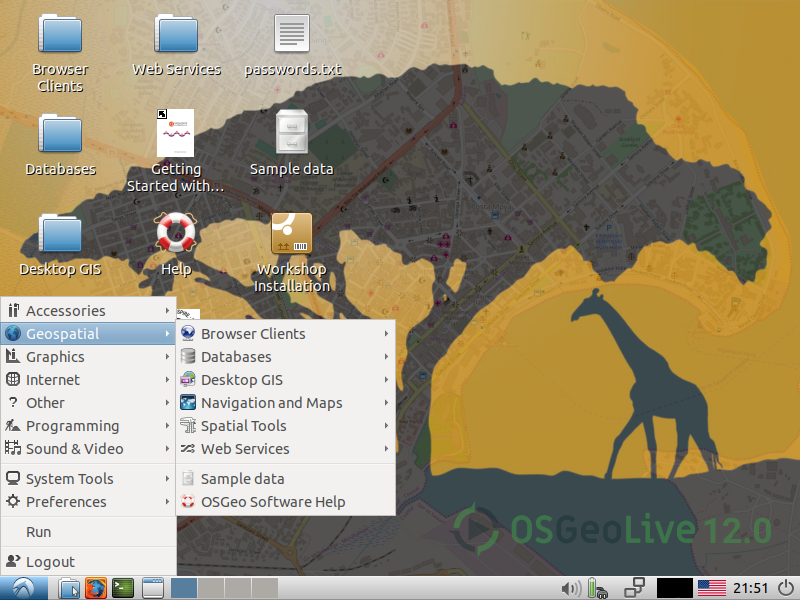 Browser Clients
Web Services
passwords.txt
Databases
Getting Started with...
Sample data
Desktop GIS
Help
Workshop Installation
Accessories
Geospatial
Graphics
Internet
Other
Programming
Sound & Video
System Tools
Preferences
Run
Logout
Browser Clients
Databases
Desktop GIS
Navigation and Maps
Spatial Tools
Web Services
Sample data
OSGeo Software Help
OSGeoLive 12.0
21:51